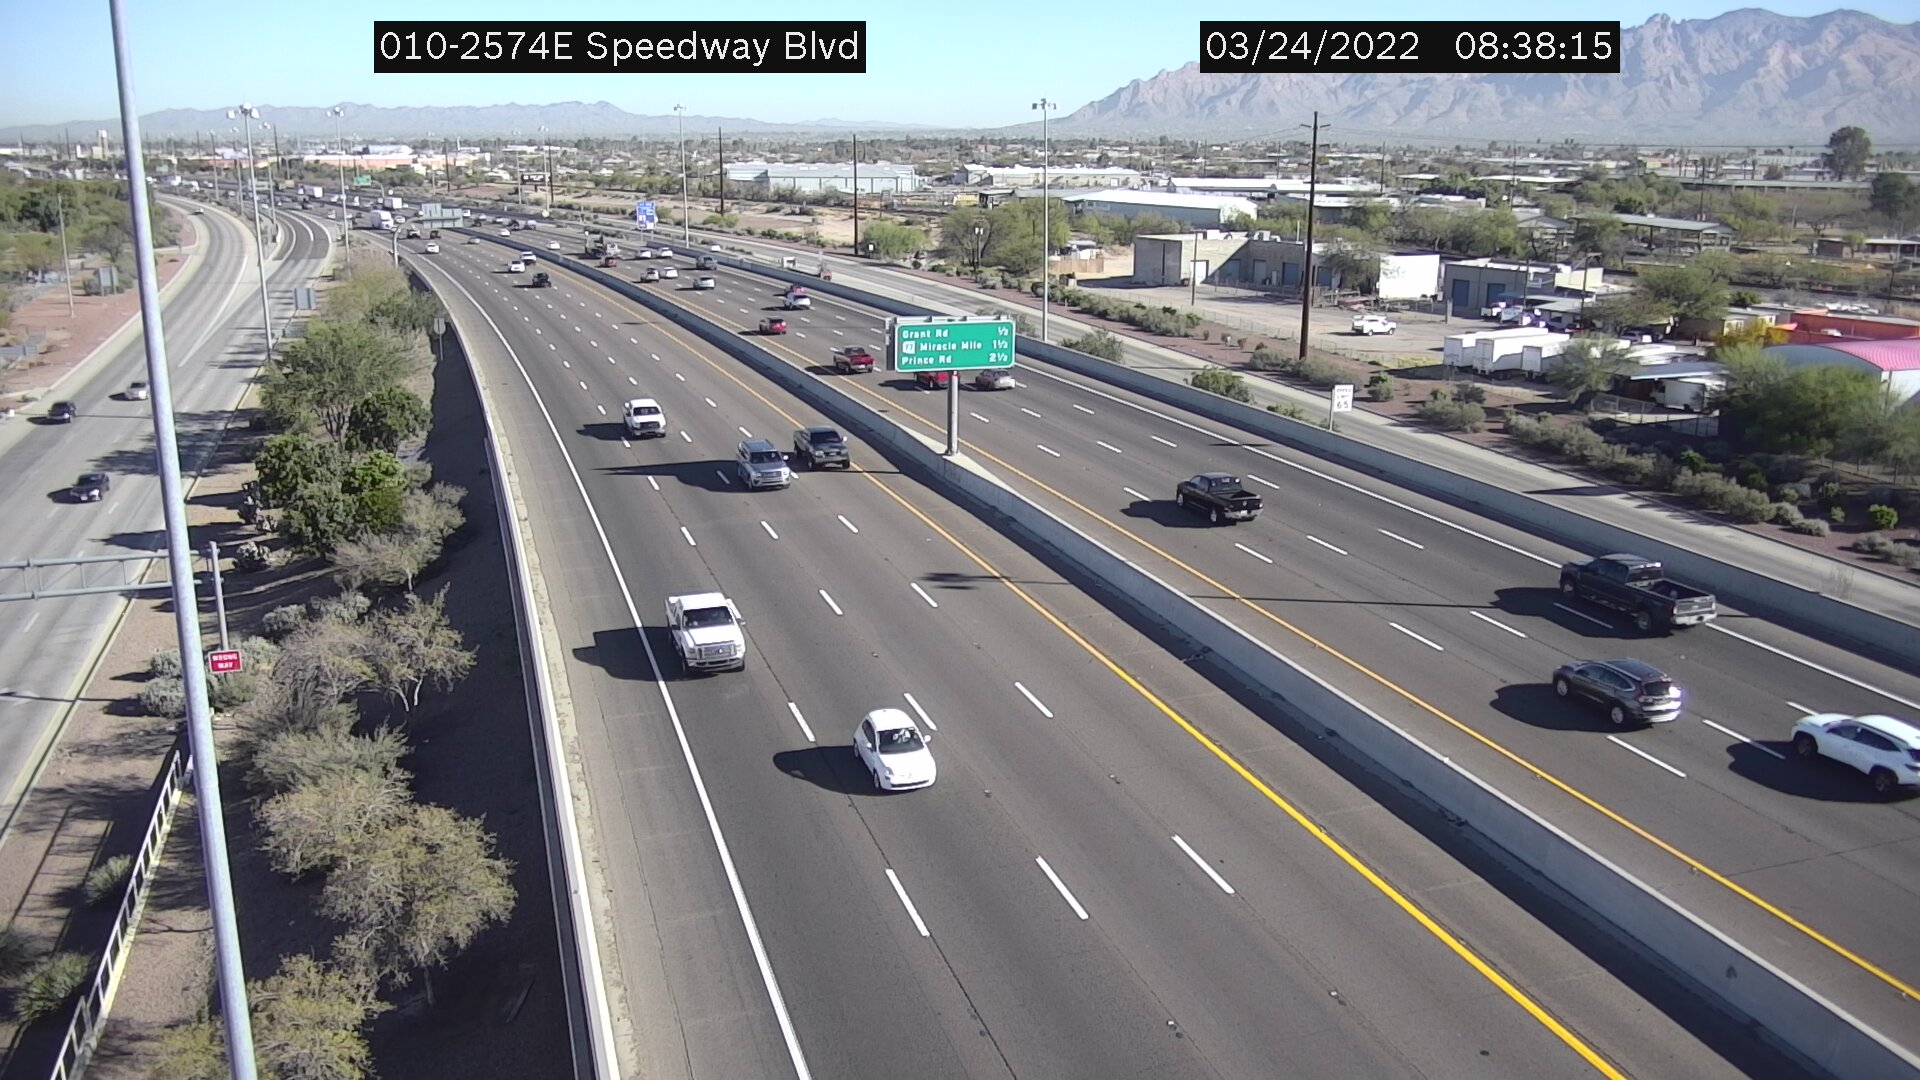 010-2574E Speedway Blvd
03/24/2022 08:38:15
Grant Rd ½
Miracle Mile 1½
Prince Rd 2½
65
WRONG
WAY